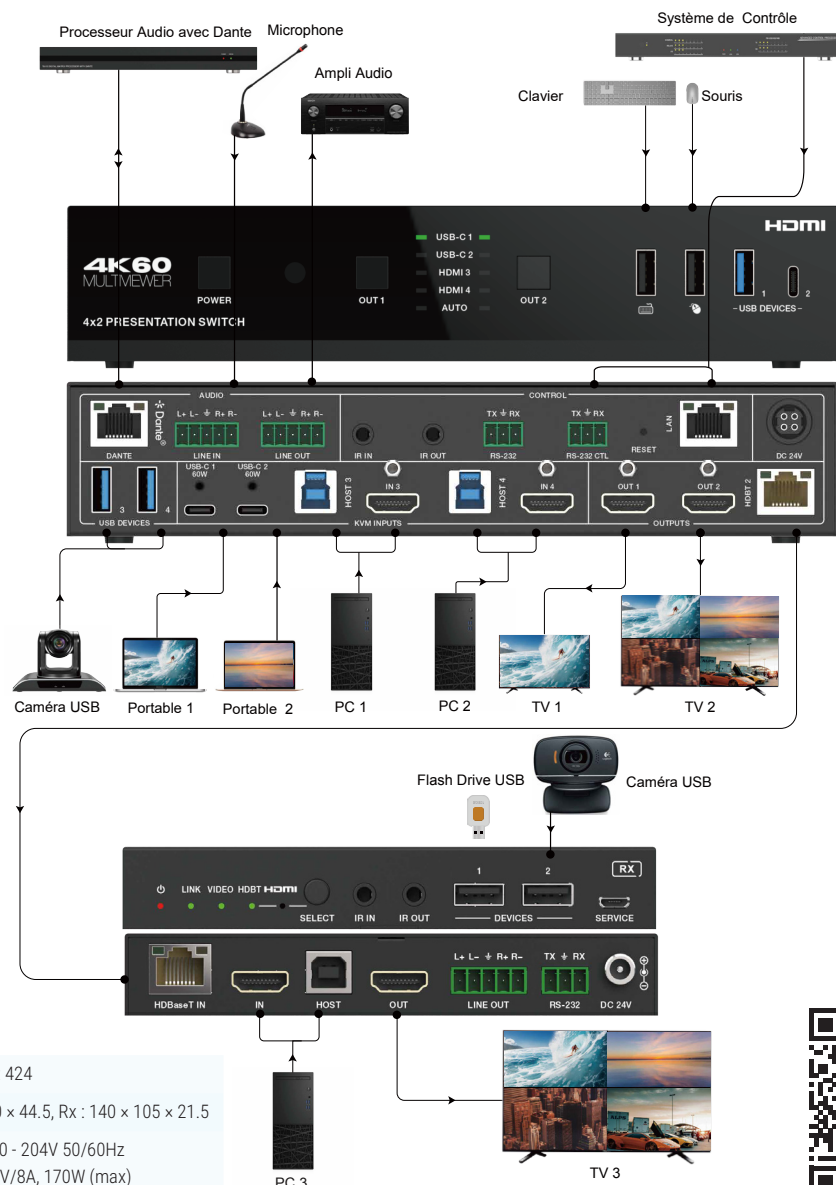 Système de Contrôle
Processeur Audio avec Dante
Microphone
Ampli Audio
Clavier
Souris
HDMI
4K60
MULTIVIEWER
POWER
OUT 1
USB-C 1
USB-C 2
HDMI 3
HDMI 4
AUTO
OUT 2
1
2
- USB DEVICES -
4x2 PRESENTATION SWITCH
AUDIO
CONTROL
Dante®
L+ L- R+ R-
L+ L- R+ R-
TX RX
TX RX
LAN
DANTE
LINE IN
LINE OUT
IR IN
IR OUT
RS-232
RS-232 CTL
RESET
DC 24V
USB-C 1
60W
USB-C 2
60W
HOST 3
IN 3
HOST 4
IN 4
OUT 1
OUT 2
HDBT 2
3
4
USB DEVICES
KVM INPUTS
OUTPUTS
Caméra USB
Portable 1
Portable 2
PC 1
PC 2
TV 1
TV 2
Flash Drive USB
Caméra USB
1
2
RX
LINK
VIDEO
HDBT
HDMI
SELECT
IR IN
IR OUT
DEVICES
SERVICE
L+ L- R+ R-
TX RX
HDBaseT IN
IN
HOST
OUT
LINE OUT
RS-232
DC 24V
424
× 44.5, Rx : 140 × 105 × 21.5
0 - 204V 50/60Hz
V/8A, 170W (max)
PC 3
TV 3